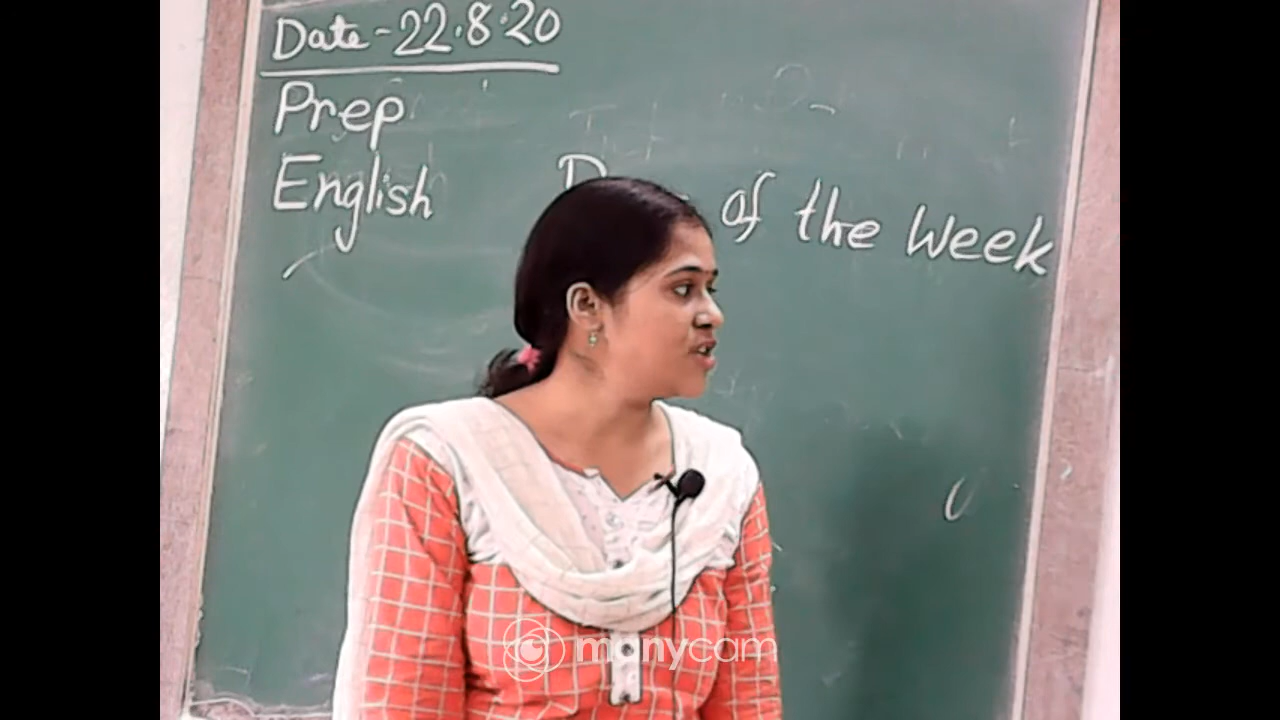 Date-22.8.20
Prep
English
of the Week
manycam